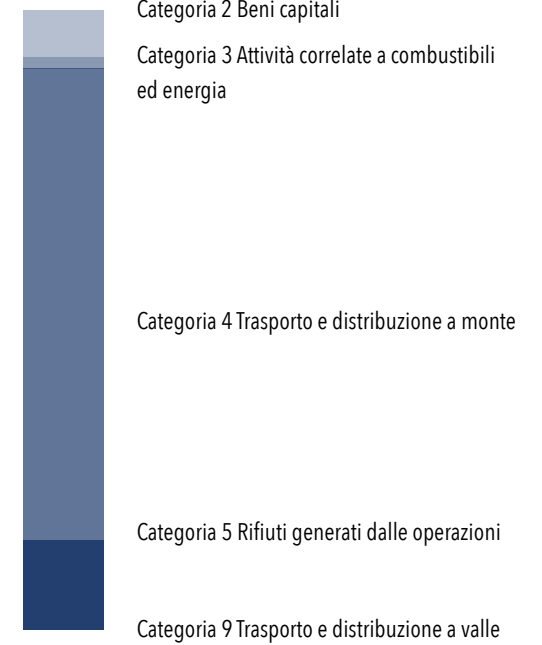 Categoria 2 Beni capitali
Categoria 3 Attività correlate a combustibili
ed energia
Categoria 4 Trasporto e distribuzione a monte
Categoria 5 Rifiuti generati dalle operazioni
Categoria 9 Trasporto e distribuzione a valle